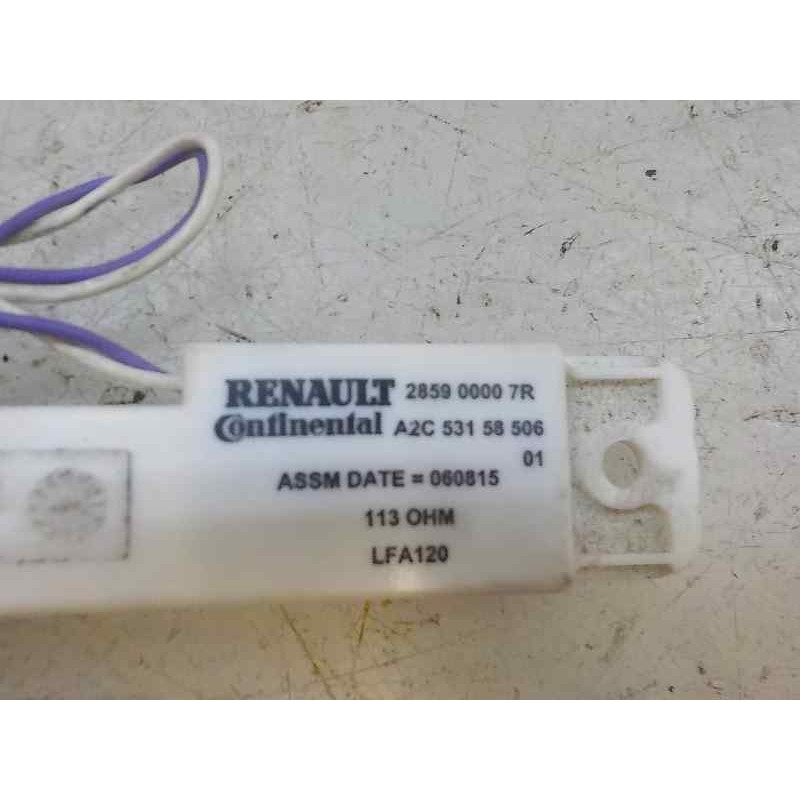 RENAULT 2859 0000 7R
Continental A2C 531 58 506
01
ASSM DATE = 060815
113 OHM
LFA120